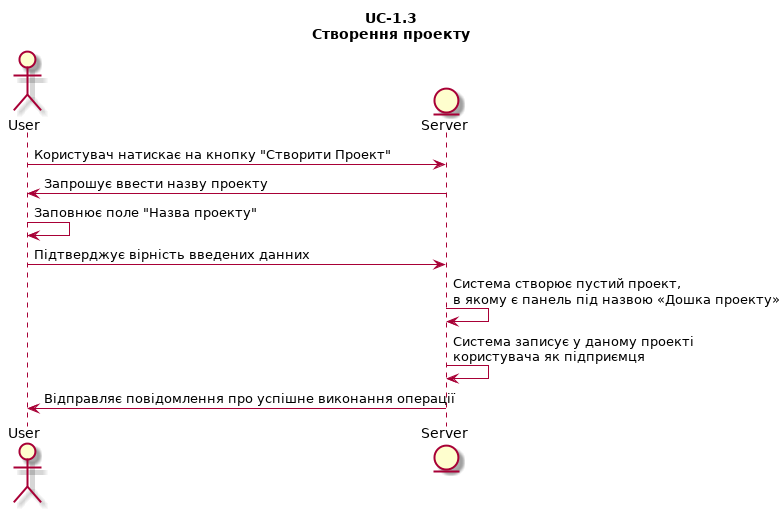 UC-1.3
Створення проекту
User
Server
Користувач натискає на кнопку "Створити Проект"
Запрошує ввести назву проекту
Заповнює поле "Назва проекту"
Підтверджує вірність введених данних
Система створює пустий проект,
в якому є панель під назвою «Дошка проекту»
Система записує у даному проекті
користувача як підприємця
Відправляє повідомлення про успішне виконання операції
User
Server